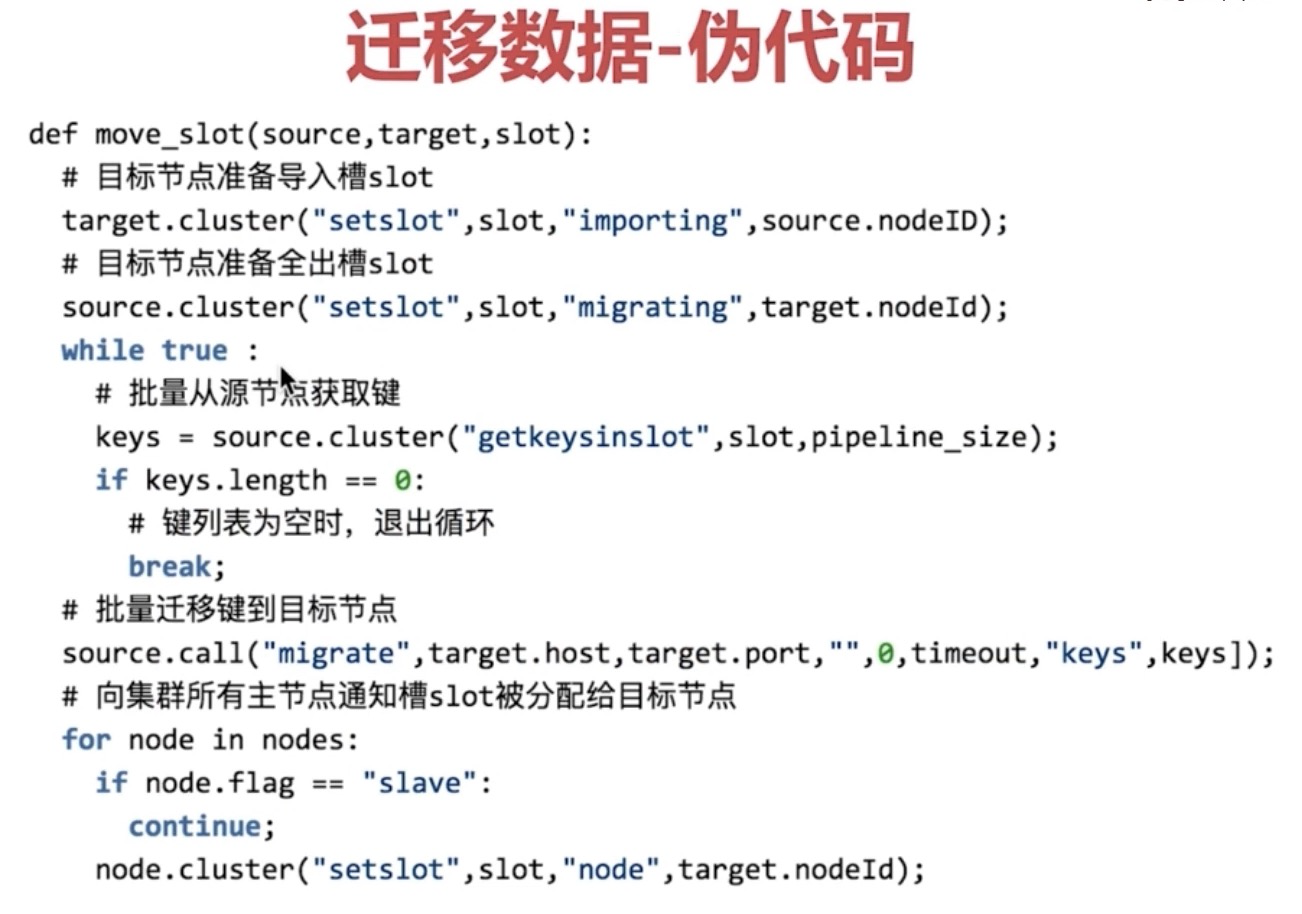 迁移数据-伪代码
def move_slot(source,target,slot):
  # 目标节点准备导入槽slot
  target.cluster("setslot",slot,"importing",source.nodeID);
  # 目标节点准备全出槽slot
  source.cluster("setslot",slot,"migrating",target.nodeId);
  while true :
    # 批量从源节点获取键
    keys = source.cluster("getkeysinslot",slot,pipeline_size);
    if keys.length == 0:
      # 键列表为空时，退出循环
      break;
  # 批量迁移键到目标节点
  source.call("migrate",target.host,target.port,"",0,timeout,"keys",keys]);
  # 向集群所有主节点通知槽slot被分配给目标节点
  for node in nodes:
    if node.flag == "slave":
      continue;
    node.cluster("setslot",slot,"node",target.nodeId);